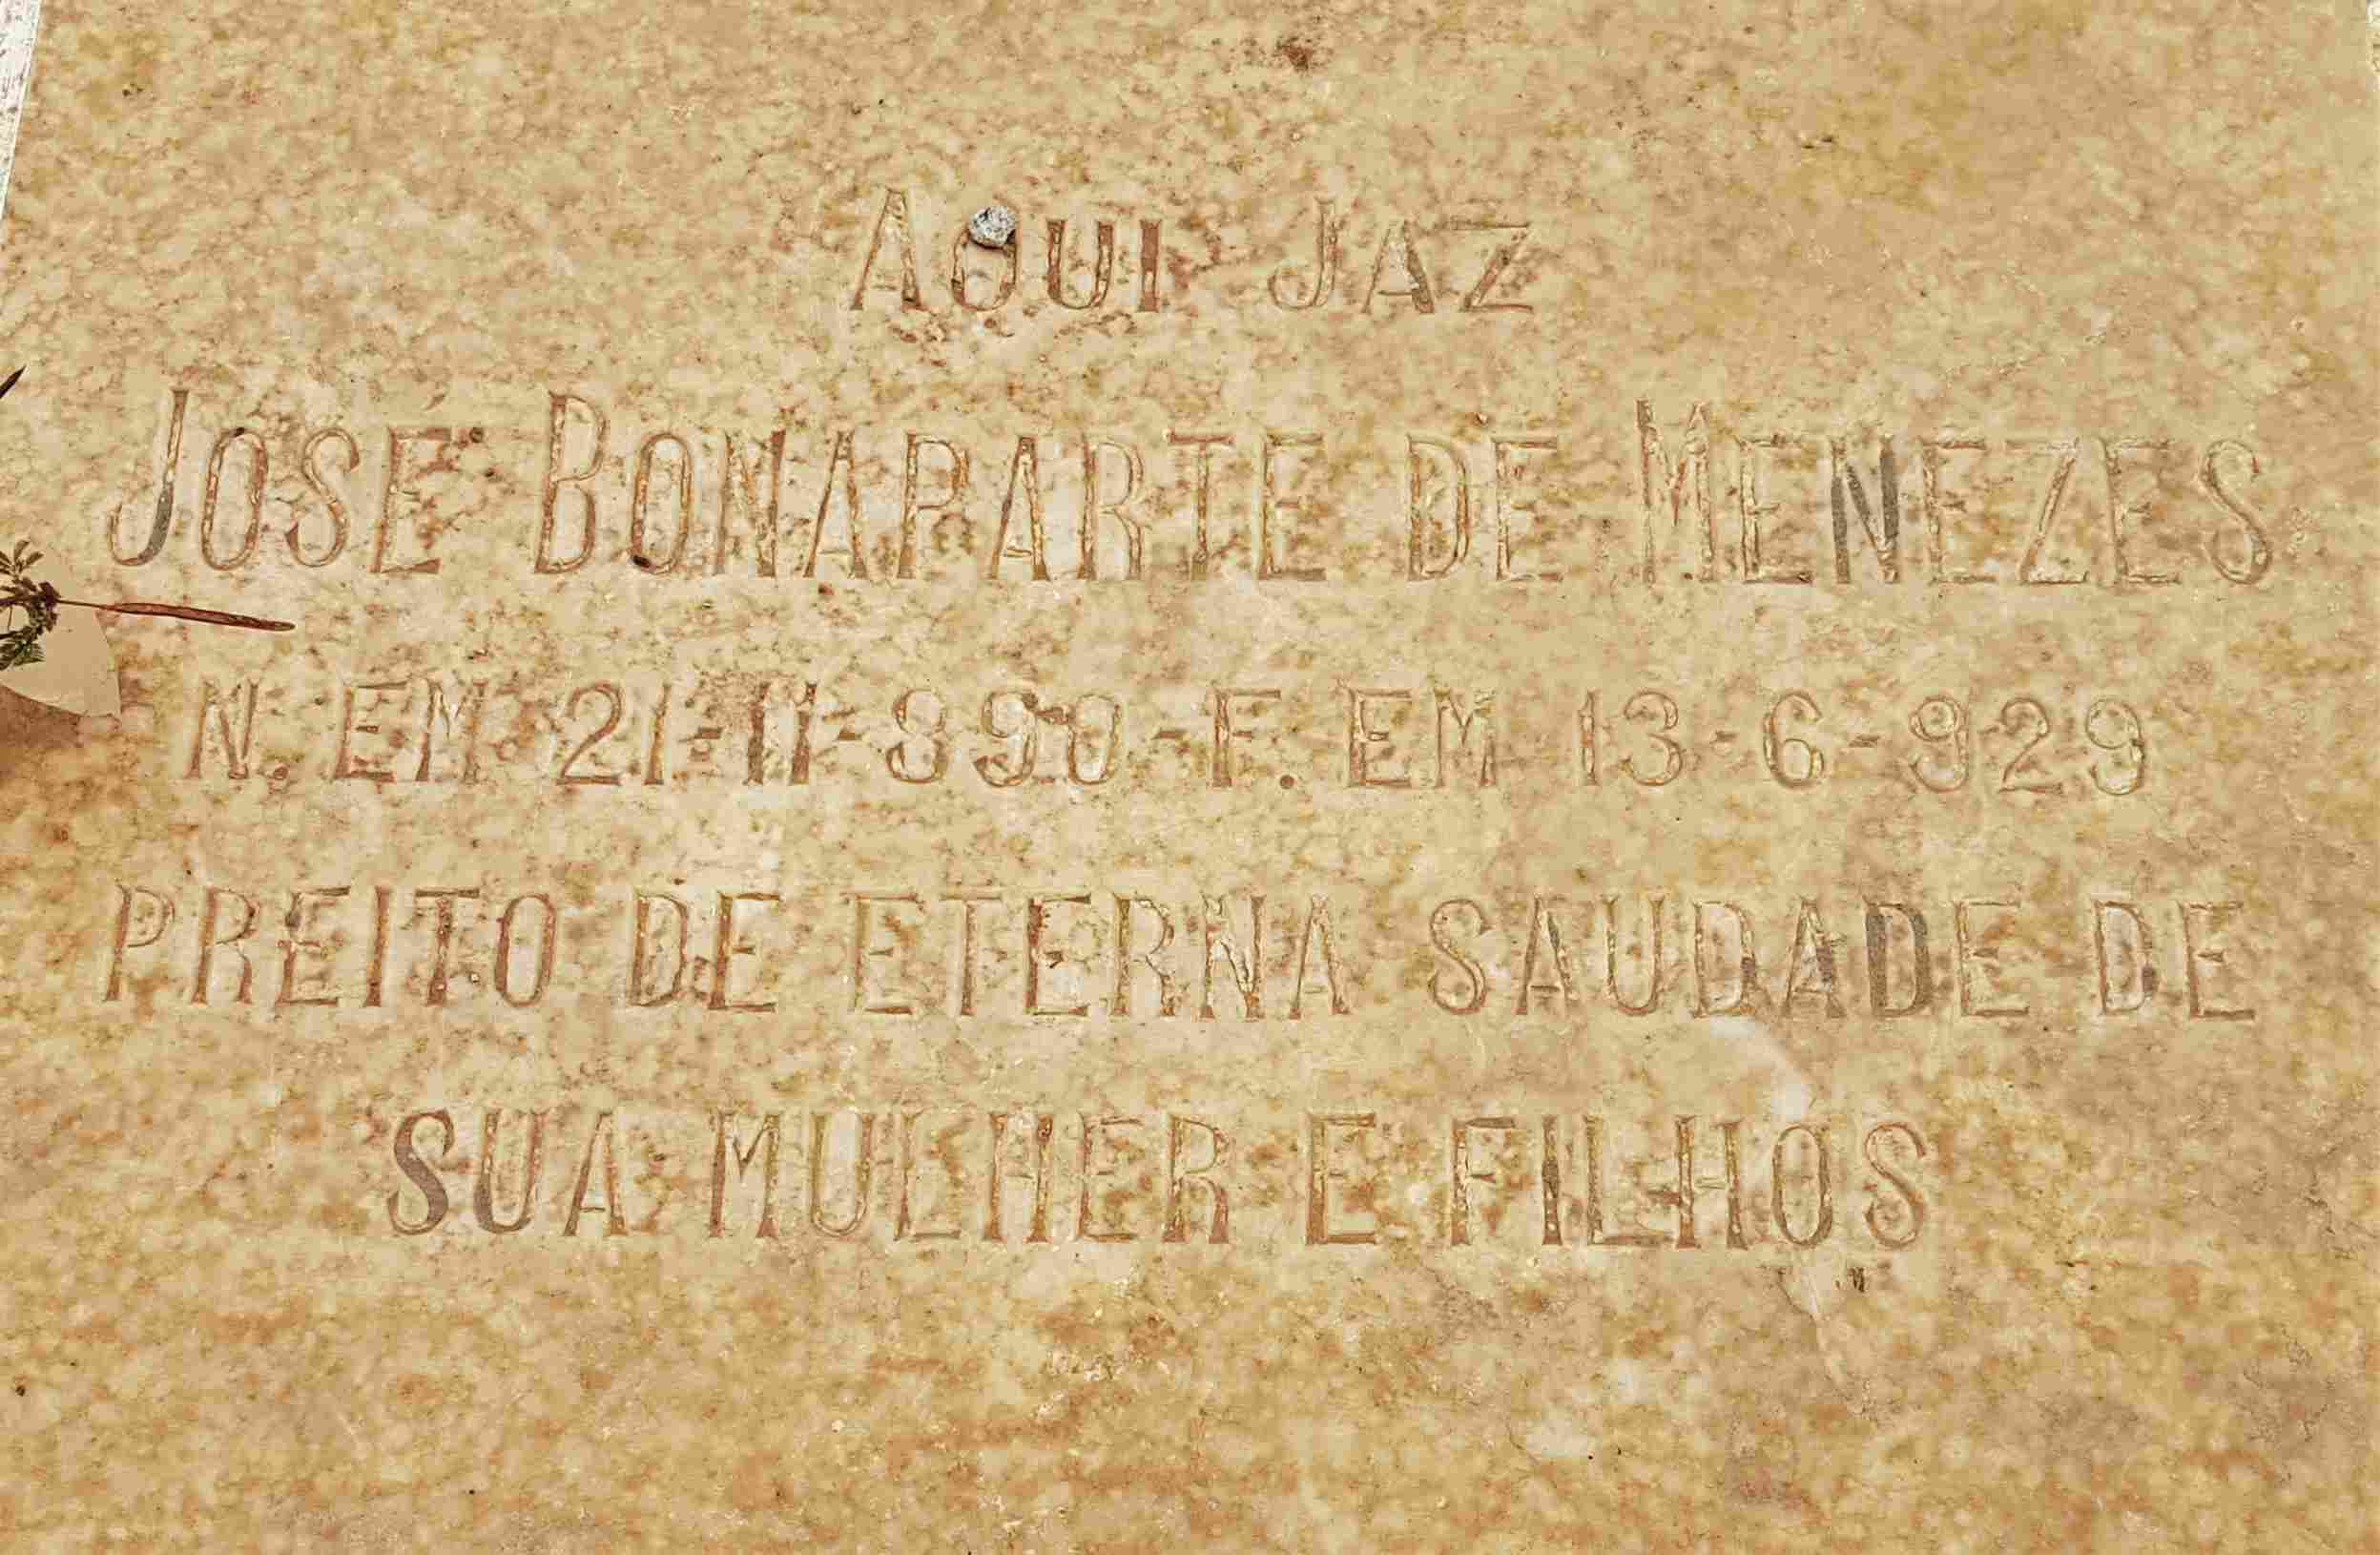 AQUI JAZ
JOSÉ BONAPARTE DE MENEZES
N. EM 21-11-890-F. EM 13-6-929
PREITO DE ETERNA SAUDADE DE
SUA MULHER E FILHOS